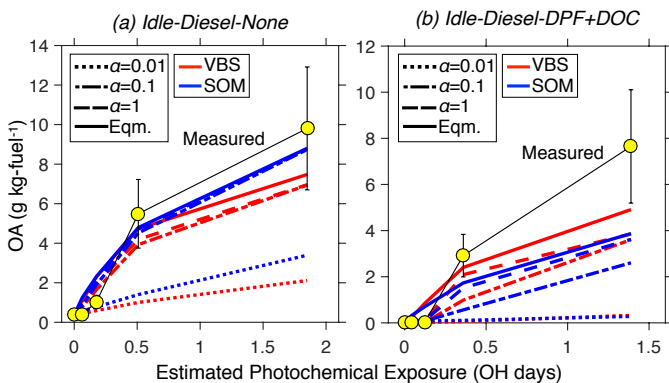 (a) Idle-Diesel-None
(b) Idle-Diesel-DPF+DOC
OA (g kg-fuel⁻¹)
14
12
10
8
6
4
2
0
α=0.01
α=0.1
α=1
Eqm.
VBS
SOM
Measured
0
0.5
1
1.5
2
12
10
8
6
4
2
0
α=0.01
α=0.1
α=1
Eqm.
VBS
SOM
Measured
0.0
0.5
1.0
1.5
Estimated Photochemical Exposure (OH days)